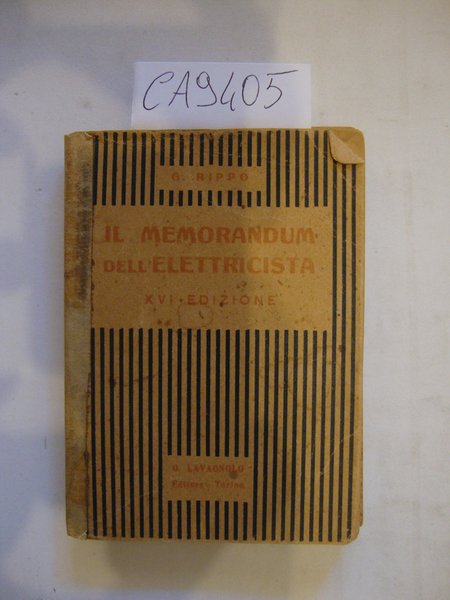 CA9405
G. RIPPO
IL MEMORANDUM
DELL'ELETTRICISTA
XVI EDIZIONE
G. LAVAGNOLO
Editore - Torino